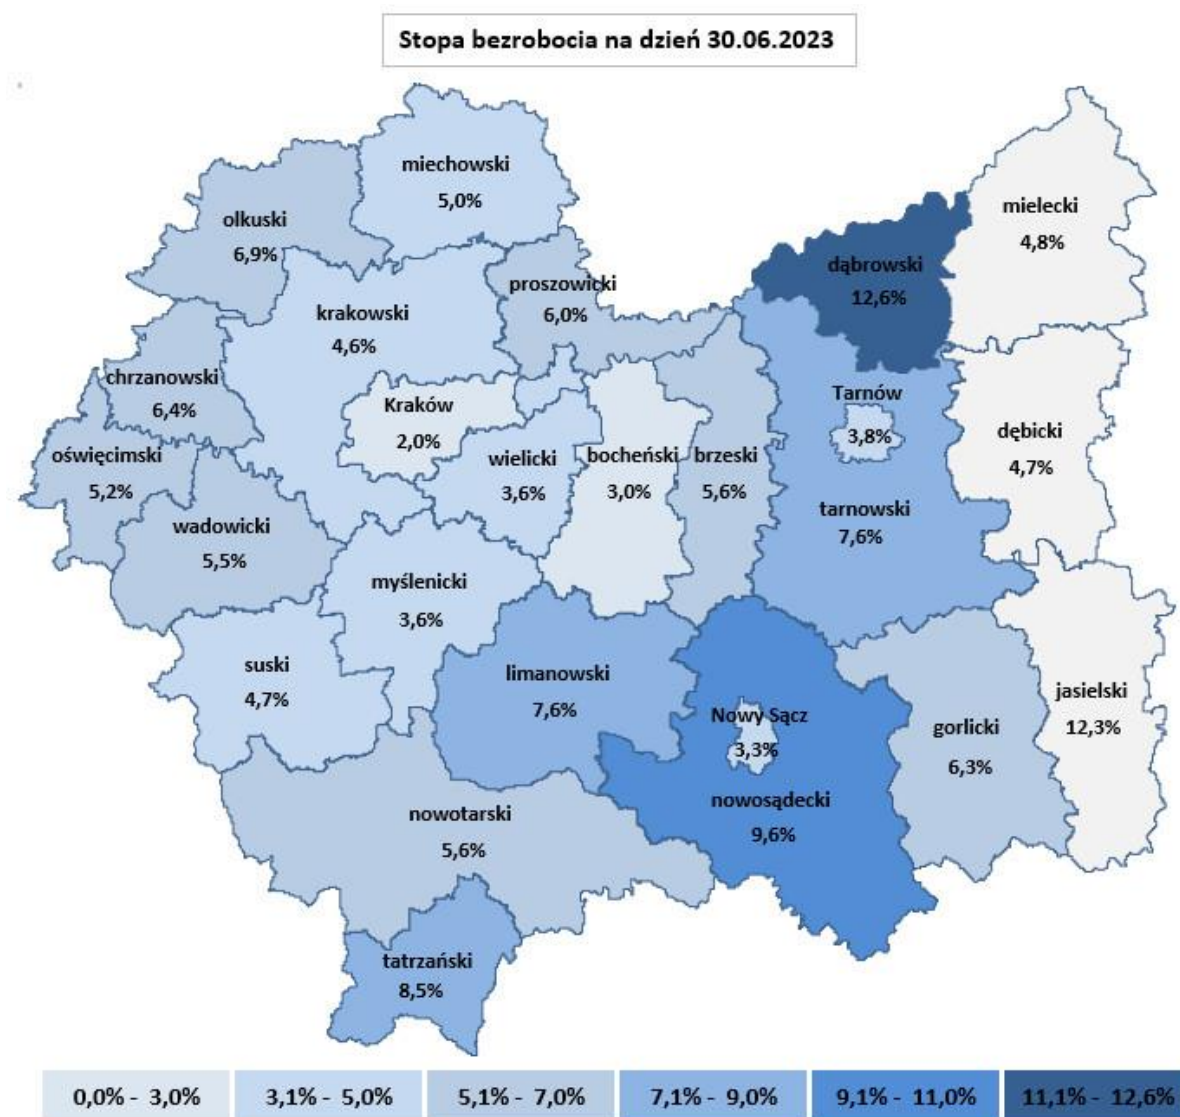 Stopa bezrobocia na dzień 30.06.2023
miechowski
5,0%
olkuski
6,9%
mielecki
4,8%
dąbrowski
12,6%
proszowicki
6,0%
krakowski
4,6%
chrzanowski
6,4%
Kraków
2,0%
Tarnów
3,8%
dębicki
4,7%
oświęcimski
5,2%
wielicki
3,6%
bocheński
3,0%
brzeski
5,6%
tarnowski
7,6%
wadowicki
5,5%
myślenicki
3,6%
suski
4,7%
limanowski
7,6%
jasielski
12,3%
Nowy Sącz
3,3%
gorlicki
6,3%
nowosądecki
9,6%
nowotarski
5,6%
tatrzański
8,5%
0,0% - 3,0%
3,1% - 5,0%
5,1% - 7,0%
7,1% - 9,0%
9,1% - 11,0%
11,1% - 12,6%